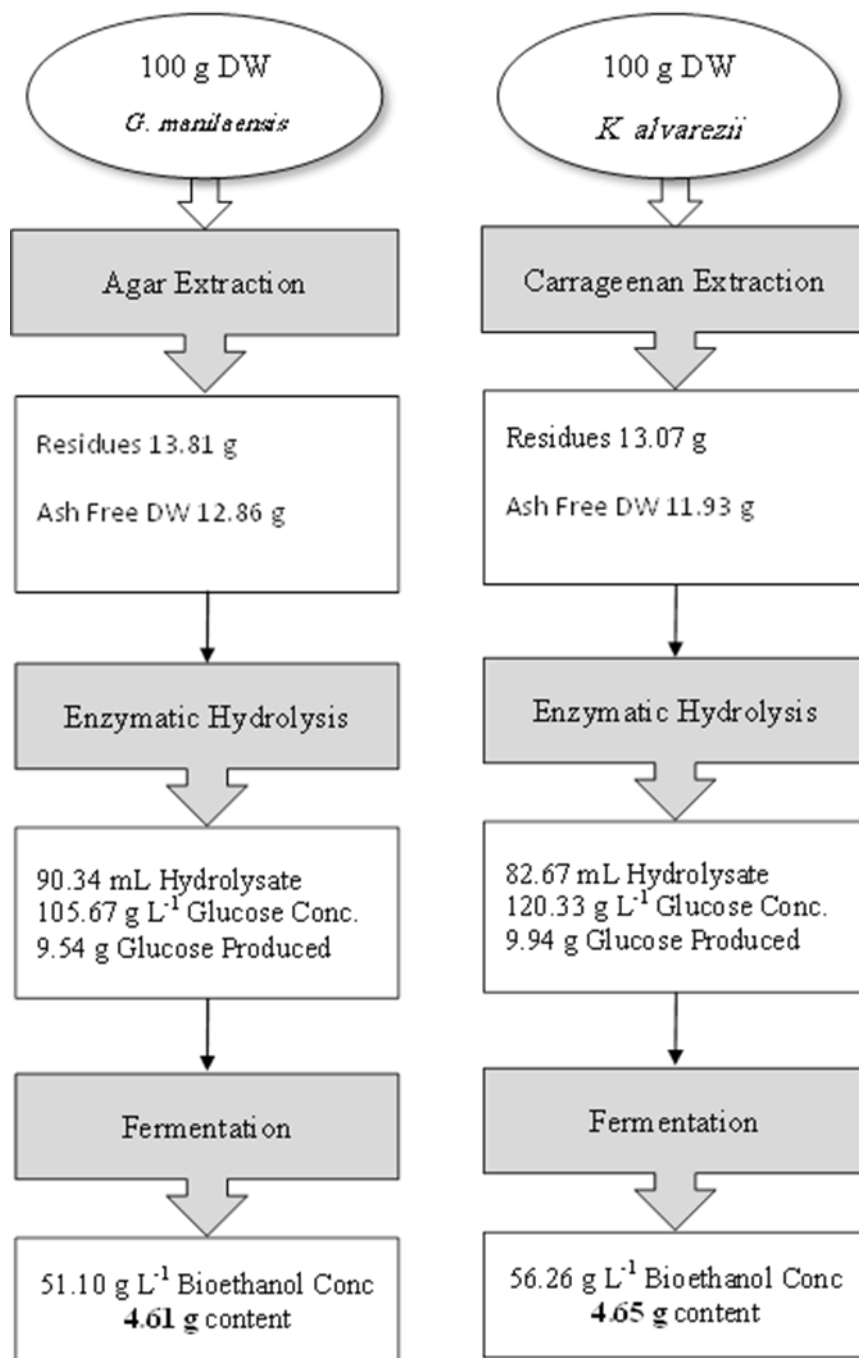 100 g DW
G. manilaensis
Agar Extraction
Residues 13.81 g
Ash Free DW 12.86 g
Enzymatic Hydrolysis
90.34 mL Hydrolysate
105.67 g L⁻¹ Glucose Conc.
9.54 g Glucose Produced
Fermentation
51.10 g L⁻¹ Bioethanol Conc
4.61 g content
100 g DW
K alvarezii
Carrageenan Extraction
Residues 13.07 g
Ash Free DW 11.93 g
Enzymatic Hydrolysis
82.67 mL Hydrolysate
120.33 g L⁻¹ Glucose Conc.
9.94 g Glucose Produced
Fermentation
56.26 g L⁻¹ Bioethanol Conc
4.65 g content